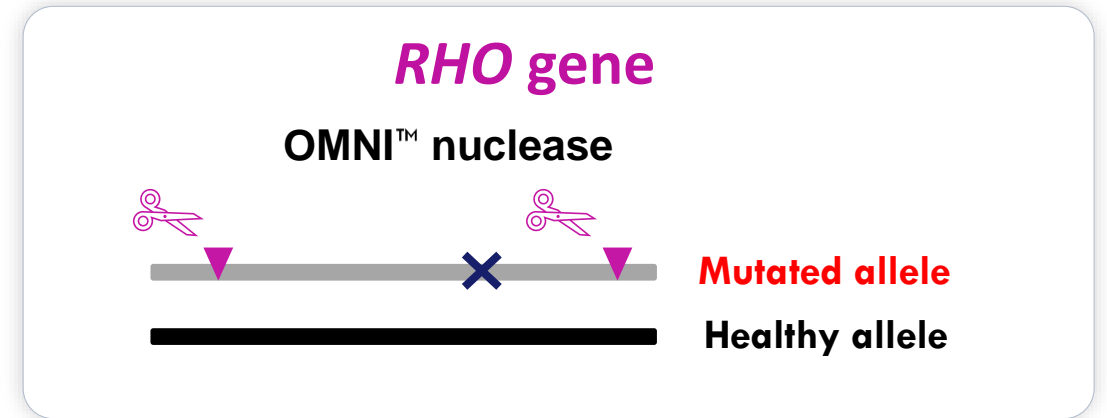 RHO gene
OMNI™ nuclease
Mutated allele
Healthy allele